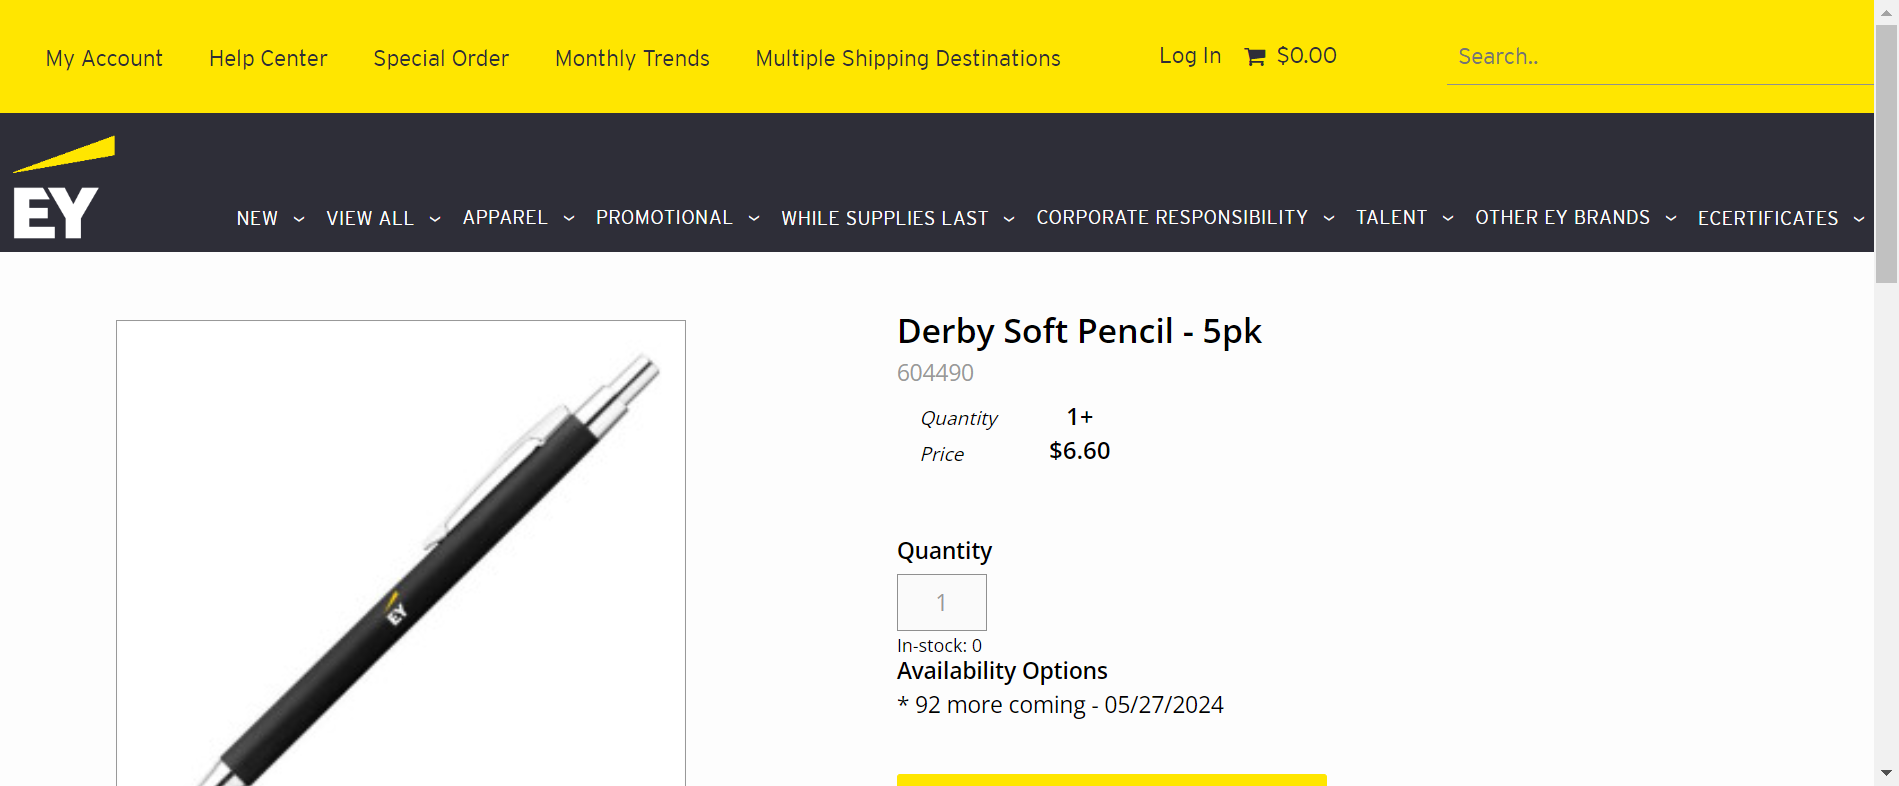 My Account Help Center Special Order Monthly Trends Multiple Shipping Destinations Log In $0.00 Search..
EY
NEW VIEW ALL APPAREL PROMOTIONAL WHILE SUPPLIES LAST CORPORATE RESPONSIBILITY TALENT OTHER EY BRANDS ECERTIFICATES
EY
Derby Soft Pencil - 5pk
604490
Quantity 1+
Price $6.60
Quantity
1
In-stock: 0
Availability Options
* 92 more coming - 05/27/2024